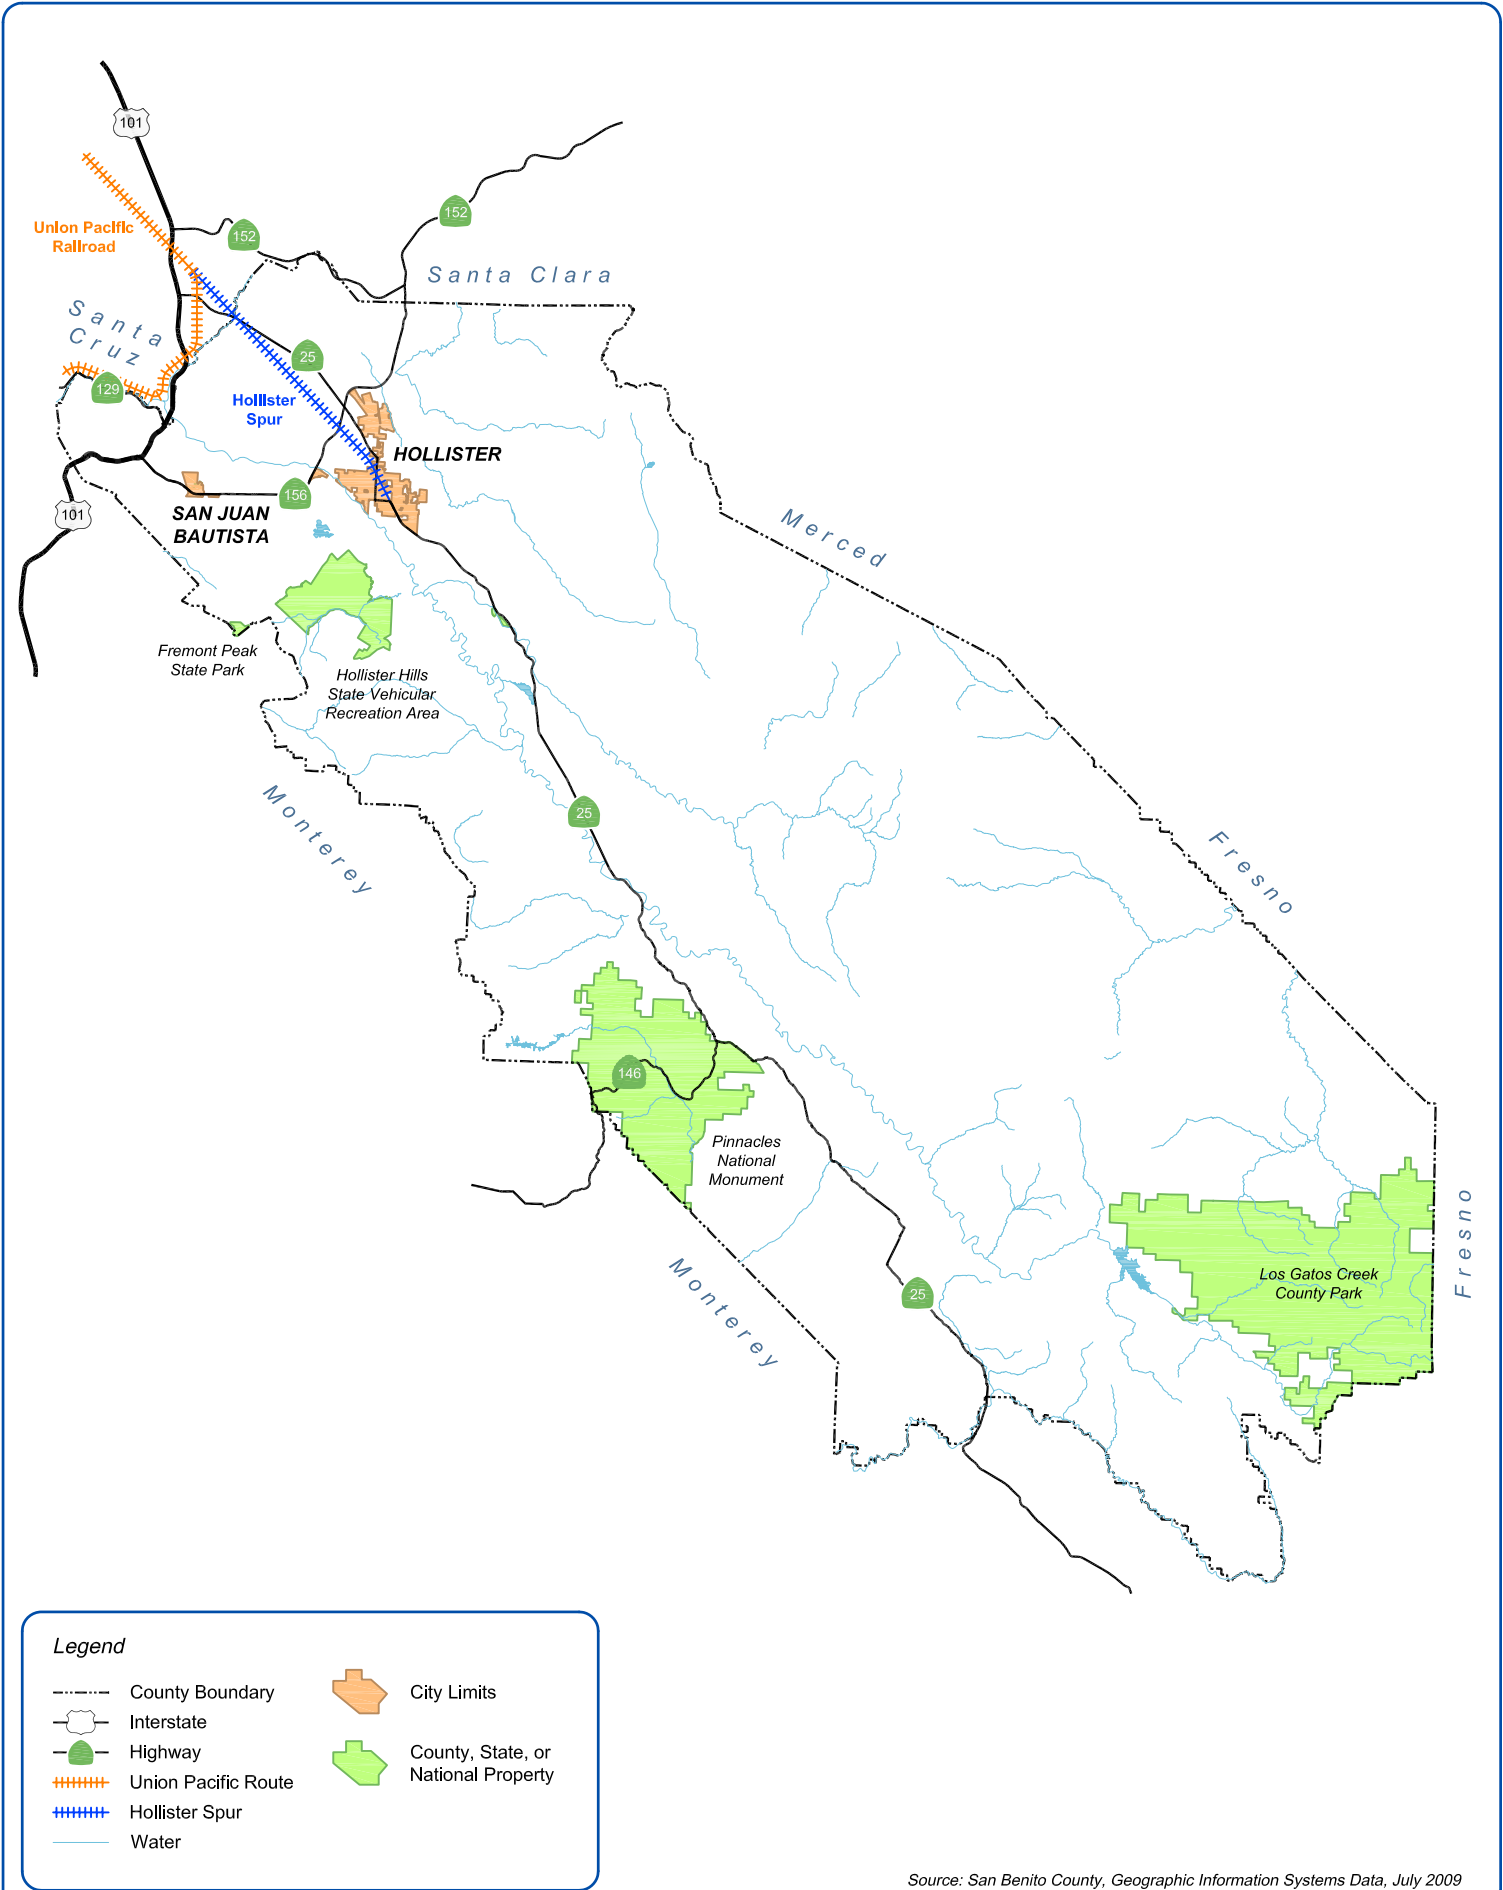 101
152
152
Union Pacific
Railroad
Santa Clara
Santa
Cruz
25
129
Hollister
Spur
HOLLISTER
156
SAN JUAN
BAUTISTA
101
Merced
Fremont Peak
State Park
Hollister Hills
State Vehicular
Recreation Area
Monterey
25
Fresno
146
Pinnacles
National
Monument
Fresno
Los Gatos Creek
County Park
Monterey
25
Legend
County Boundary
Interstate
Highway
Union Pacific Route
Hollister Spur
Water
City Limits
County, State, or
National Property
Source: San Benito County, Geographic Information Systems Data, July 2009